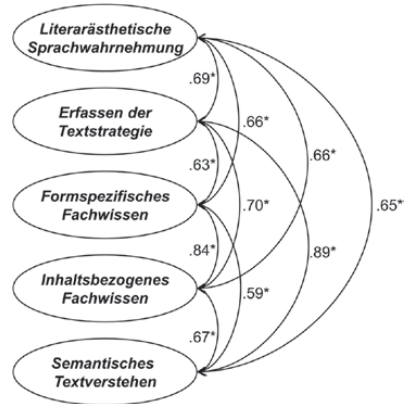 Literarästhetische
Sprachwahrnehmung
.69*
Erfassen der
Textstrategie
.66*
.63*
.66*
Formspezifisches
Fachwissen
.70*
.65*
.84*
.89*
Inhaltsbezogenes
Fachwissen
.59*
.67*
Semantisches
Textverstehen